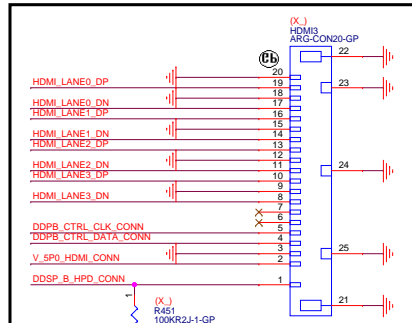 (X_)
HDMI3
ARG-CON20-GP
22
20
HDMI_LANE0_DP 19
23
18
HDMI_LANE0_DN 17
HDMI_LANE1_DP 16
15
HDMI_LANE1_DN 14
HDMI_LANE2_DP 13
12
HDMI_LANE2_DN 11
24
HDMI_LANE3_DP 10
9
HDMI_LANE3_DN 8
7
6
DDPB_CTRL_CLK_CONN 5
DDPB_CTRL_DATA_CONN 4
3
25
V_5P0_HDMI_CONN 2
DDSP_B_HPD_CONN 1
21
1
(X_)
R451
100KR2J-1-GP